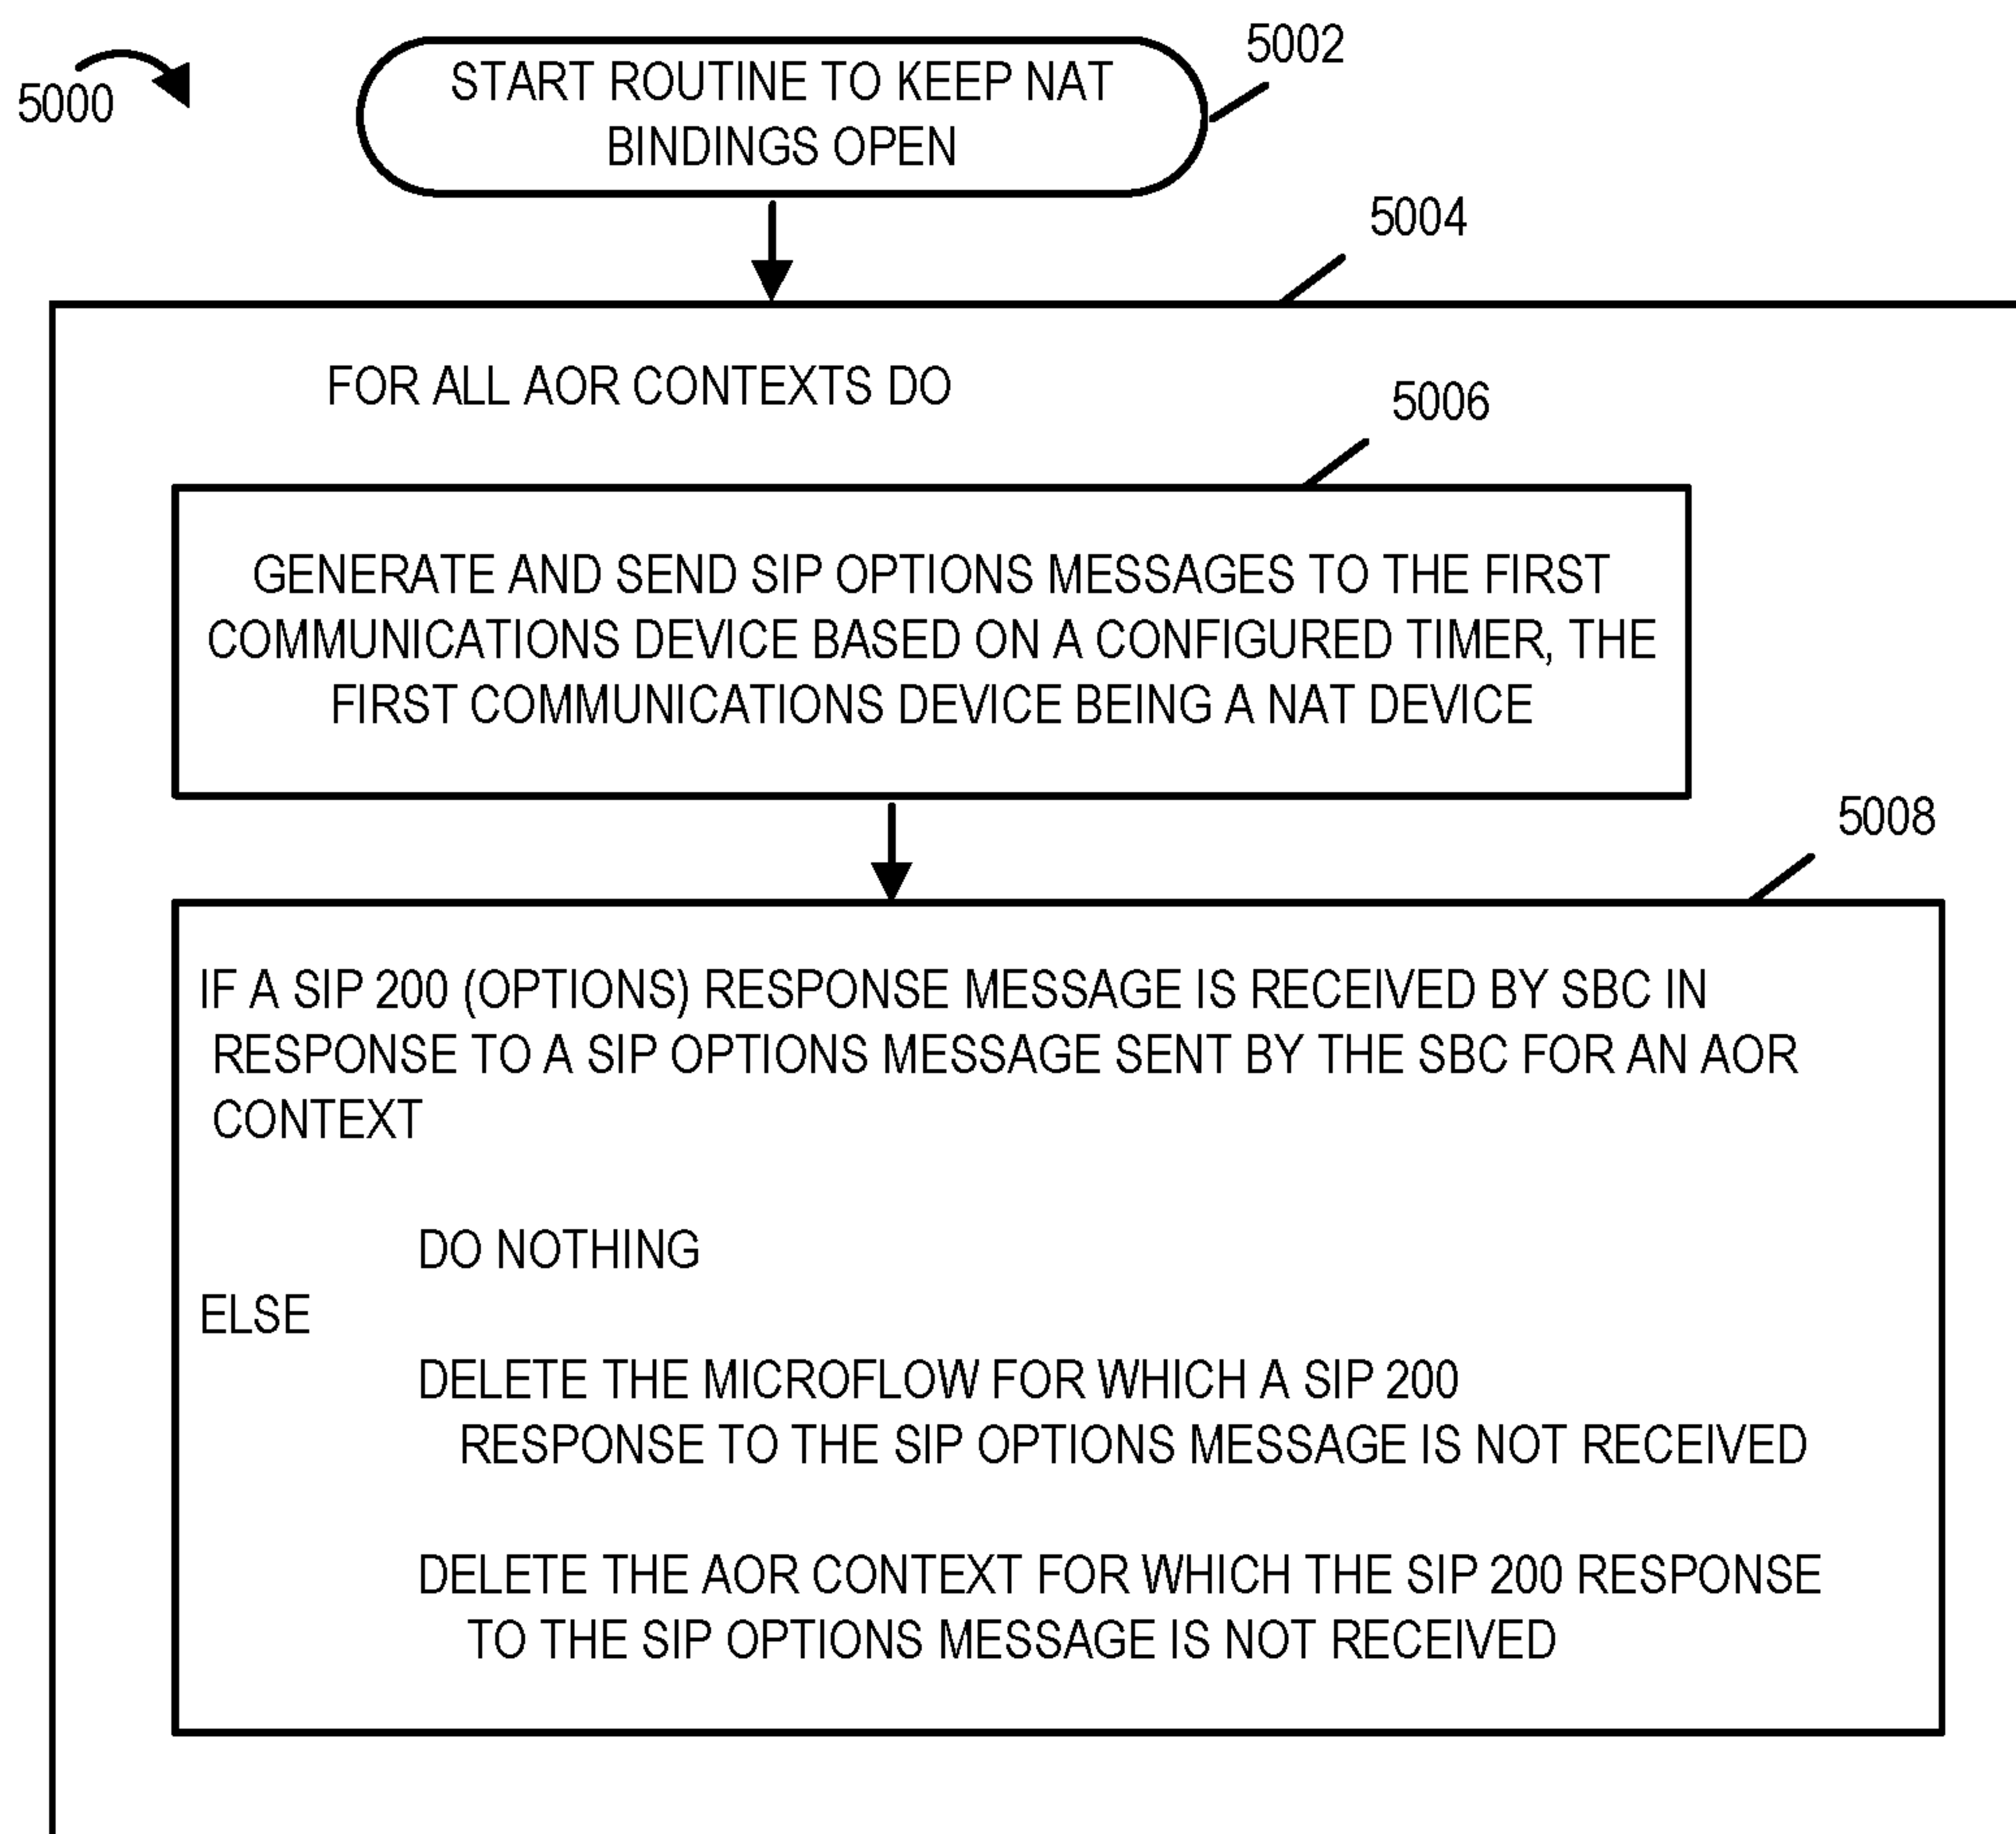 5000
START ROUTINE TO KEEP NAT
BINDINGS OPEN
5002
5004
FOR ALL AOR CONTEXTS DO
5006
GENERATE AND SEND SIP OPTIONS MESSAGES TO THE FIRST
COMMUNICATIONS DEVICE BASED ON A CONFIGURED TIMER, THE
FIRST COMMUNICATIONS DEVICE BEING A NAT DEVICE
5008
IF A SIP 200 (OPTIONS) RESPONSE MESSAGE IS RECEIVED BY SBC IN
RESPONSE TO A SIP OPTIONS MESSAGE SENT BY THE SBC FOR AN AOR
CONTEXT
DO NOTHING
ELSE
DELETE THE MICROFLOW FOR WHICH A SIP 200
RESPONSE TO THE SIP OPTIONS MESSAGE IS NOT RECEIVED
DELETE THE AOR CONTEXT FOR WHICH THE SIP 200 RESPONSE
TO THE SIP OPTIONS MESSAGE IS NOT RECEIVED